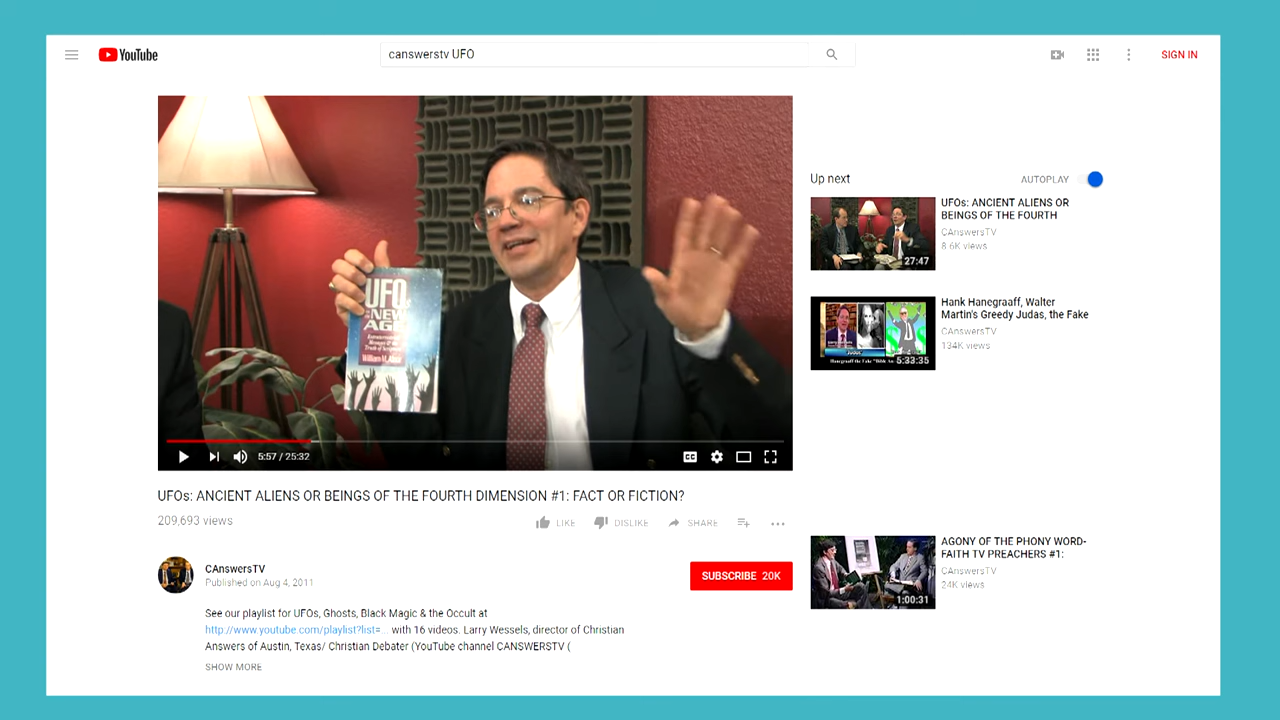 YouTube
canswerstv UFO
SIGN IN
UFO
NEW
AGE
Truth of Scripture
William M. Alnor
5:57 / 25:32
CC
UFOs: ANCIENT ALIENS OR BEINGS OF THE FOURTH DIMENSION #1: FACT OR FICTION?
209,693 views
LIKE
DISLIKE
SHARE
CAnswersTV
Published on Aug 4, 2011
SUBSCRIBE 20K
See our playlist for UFOs, Ghosts, Black Magic & the Occult at
http://www.youtube.com/playlist?list=... with 16 videos. Larry Wessels, director of Christian
Answers of Austin, Texas/ Christian Debater (YouTube channel CANSWERSTV (
SHOW MORE
Up next
AUTOPLAY
27:47
UFOs: ANCIENT ALIENS OR
BEINGS OF THE FOURTH
CAnswersTV
8.6K views
5:33:35
Hank Hanegraaff, Walter
Martin's Greedy Judas, the Fake
CAnswersTV
134K views
1:00:31
AGONY OF THE PHONY WORD-
FAITH TV PREACHERS #1:
CAnswersTV
24K views